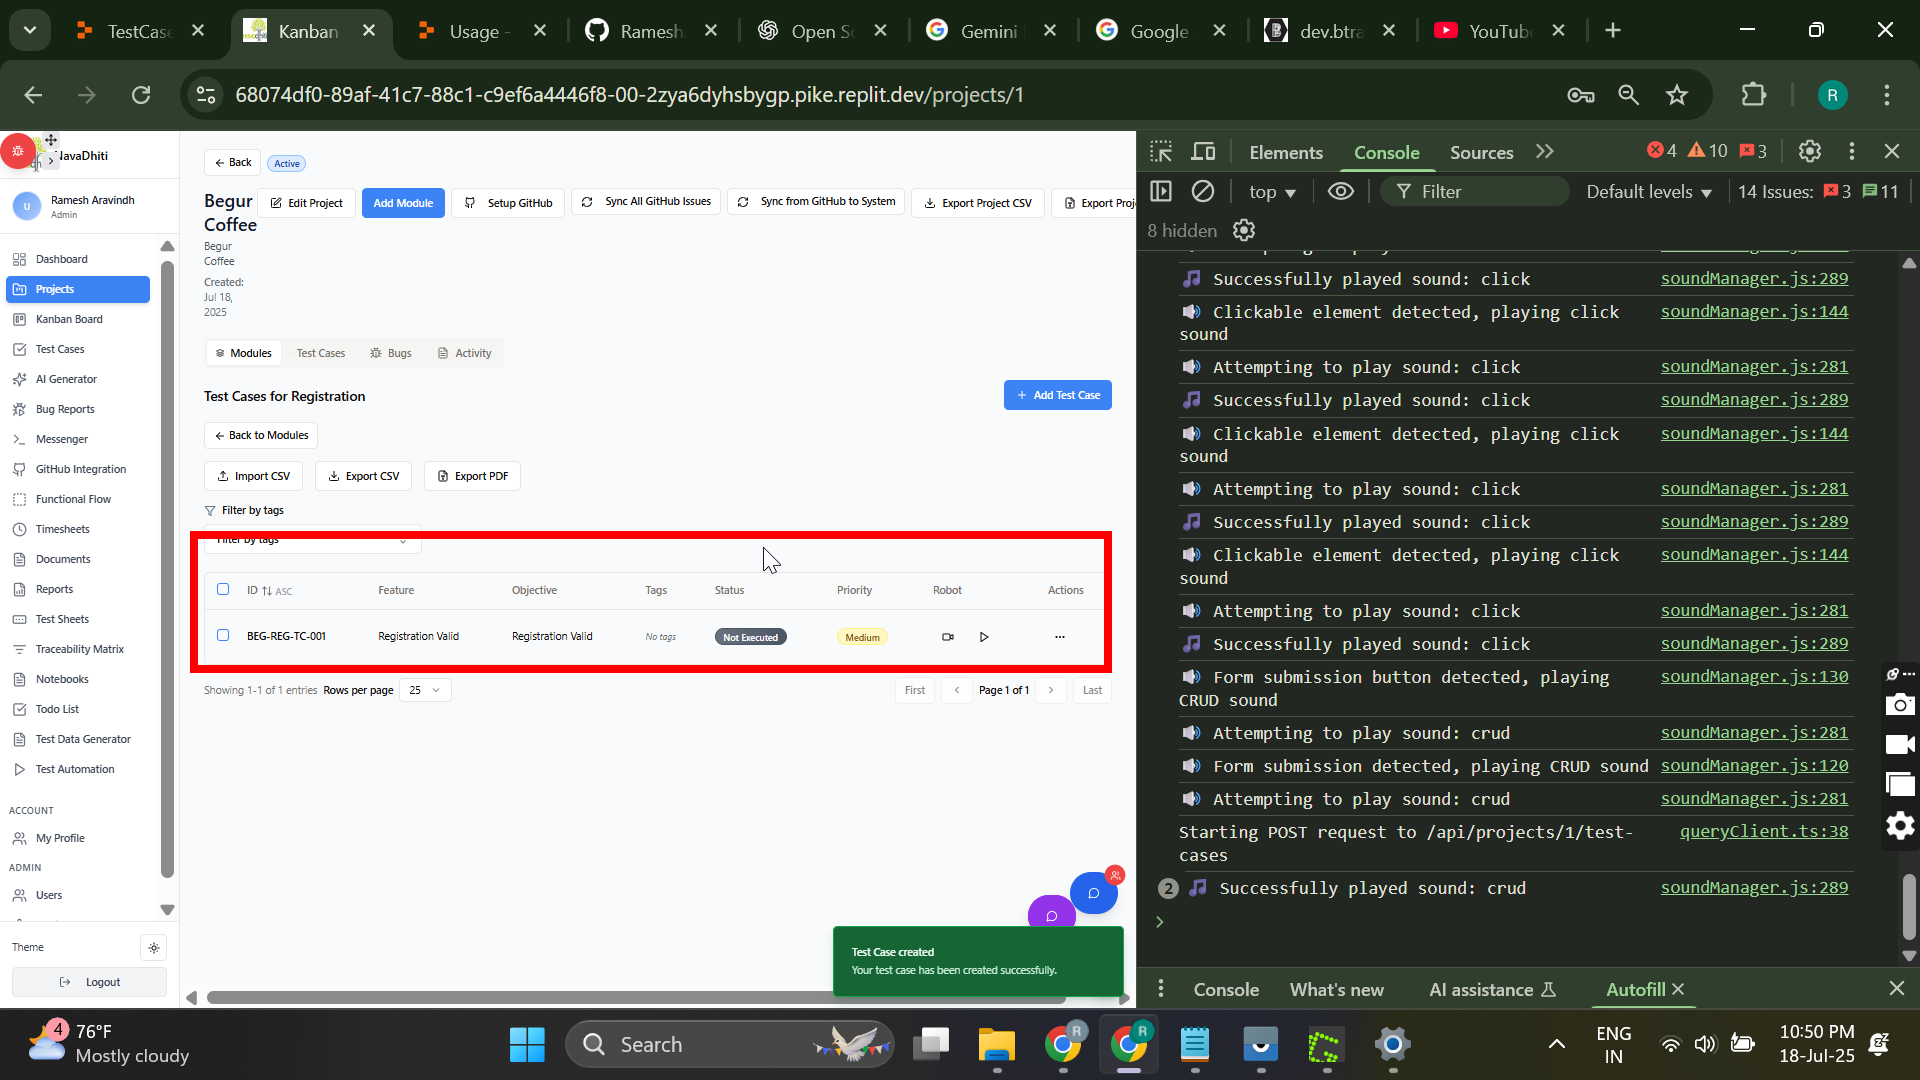 TestCase
Kanban
Usage -
Ramesh
Open So
Gemini
Google
dev.btra
YouTube
68074df0-89af-41c7-88c1-c9ef6a4446f8-00-2zya6dyhsbygp.pike.replit.dev/projects/1
R
NavaDhiti
U
Ramesh Aravindh
Admin
Dashboard
Projects
Kanban Board
Test Cases
AI Generator
Bug Reports
Messenger
GitHub Integration
Functional Flow
Timesheets
Documents
Reports
Test Sheets
Traceability Matrix
Notebooks
Todo List
Test Data Generator
Test Automation
ACCOUNT
My Profile
ADMIN
Users
Theme
Logout
Back
Active
Begur
Coffee
Edit Project
Add Module
Setup GitHub
Sync All GitHub Issues
Sync from GitHub to System
Export Project CSV
Export Proj
Begur
Coffee
Created:
Jul 18,
2025
Modules
Test Cases
Bugs
Activity
Test Cases for Registration
Add Test Case
Back to Modules
Import CSV
Export CSV
Export PDF
Filter by tags
Filter by tags
ID ASC Feature Objective Tags Status Priority Robot Actions
BEG-REG-TC-001 Registration Valid Registration Valid No tags Not Executed Medium
Showing 1-1 of 1 entries Rows per page 25
First
Page 1 of 1
Last
Test Case created
Your test case has been created successfully.
Elements
Console
Sources
4 10 3
top
Filter
Default levels
14 Issues: 3 11
8 hidden
Successfully played sound: click soundManager.js:289
Clickable element detected, playing click soundManager.js:144
sound
Attempting to play sound: click soundManager.js:281
Successfully played sound: click soundManager.js:289
Clickable element detected, playing click soundManager.js:144
sound
Attempting to play sound: click soundManager.js:281
Successfully played sound: click soundManager.js:289
Clickable element detected, playing click soundManager.js:144
sound
Attempting to play sound: click soundManager.js:281
Successfully played sound: click soundManager.js:289
Form submission button detected, playing soundManager.js:130
CRUD sound
Attempting to play sound: crud soundManager.js:281
Form submission detected, playing CRUD sound soundManager.js:120
Attempting to play sound: crud soundManager.js:281
Starting POST request to /api/projects/1/test- queryClient.ts:38
cases
2 Successfully played sound: crud soundManager.js:289
Console
What's new
AI assistance
Autofill
4
76°F
Mostly cloudy
Search
R
R
ENG
IN
10:50 PM
18-Jul-25